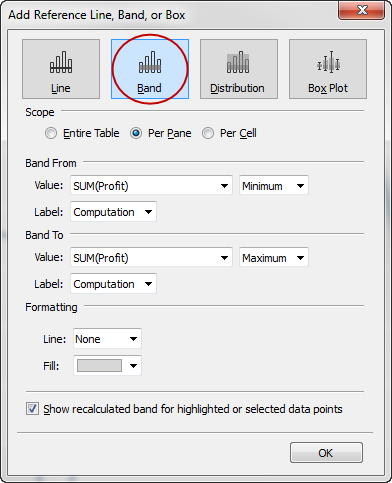 Add Reference Line, Band, or Box
Line Band Distribution Box Plot
Scope
Entire Table Per Pane Per Cell
Band From
Value: SUM(Profit) Minimum
Label: Computation
Band To
Value: SUM(Profit) Maximum
Label: Computation
Formatting
Line: None
Fill:
Show recalculated band for highlighted or selected data points
OK